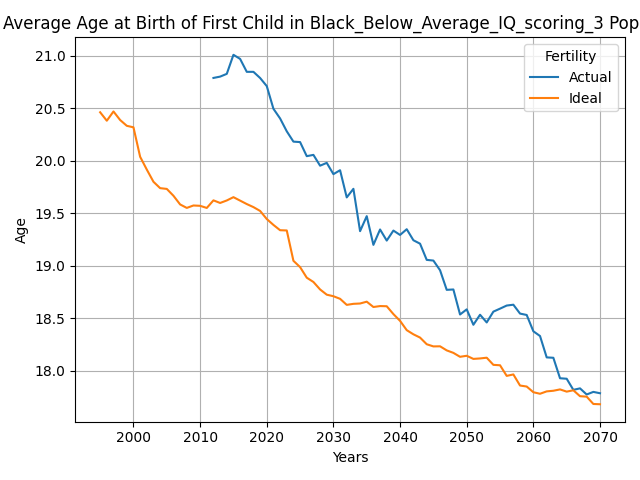 Average Age at Birth of First Child in Black_Below_Average_IQ_scoring_3 Pop
Fertility
Actual
Ideal
21.0
20.5
20.0
19.5
19.0
18.5
18.0
Age
2000 2010 2020 2030 2040 2050 2060 2070
Years